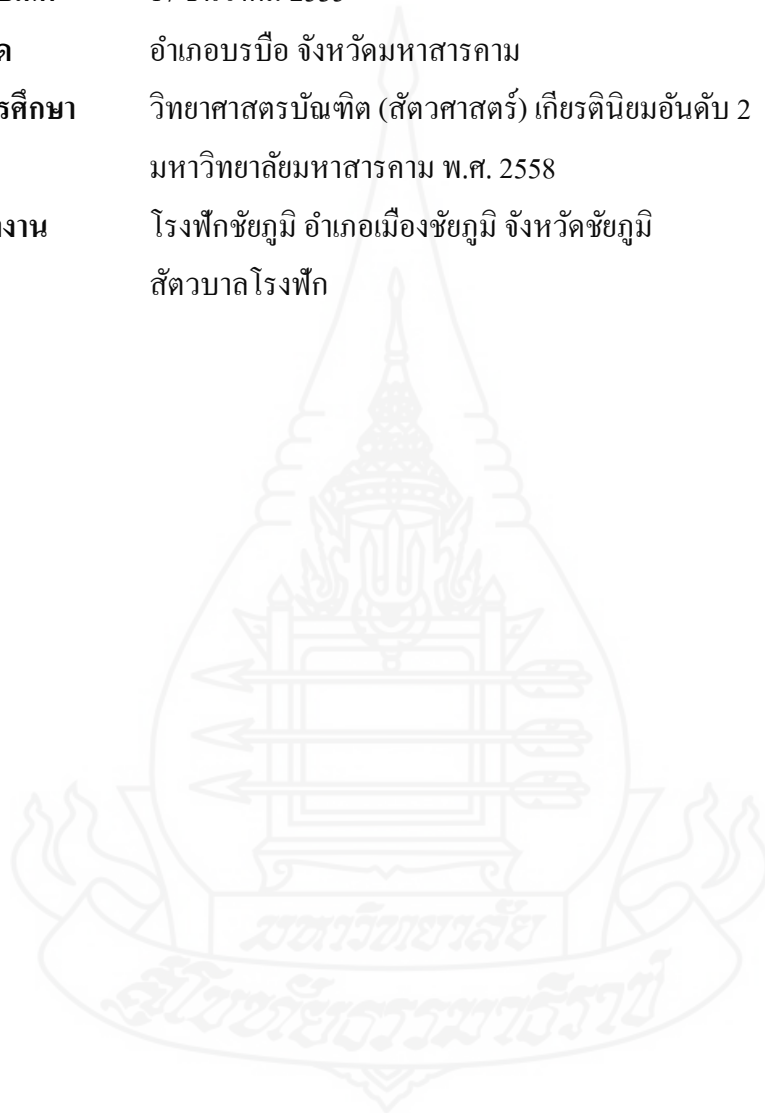 2535
ด อำเภอบรบือ จังหวัดมหาสารคาม
รศึกษา วิทยาศาสตรบัณฑิต (สัตวศาสตร์) เกียรตินิยมอันดับ 2
มหาวิทยาลัยมหาสารคาม พ.ศ. 2558
งาน โรงฟักชัยภูมิ อำเภอเมืองชัยภูมิ จังหวัดชัยภูมิ
สัตวบาลโรงฟัก
มหาวิทยาลัย
สุโขทัยธรรมาธิราช